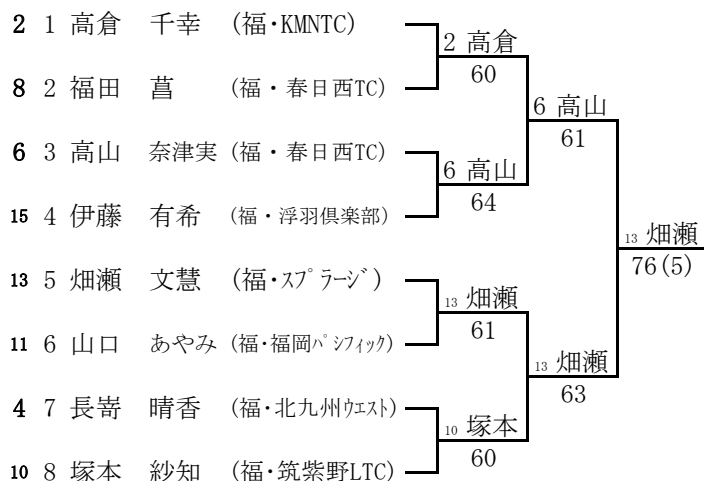 2 1 高倉 千幸 (福・KMNTC)
2 高倉
60
8 2 福田 菖 (福・春日西TC)
6 高山
61
6 3 高山 奈津実 (福・春日西TC)
6 高山
64
15 4 伊藤 有希 (福・浮羽倶楽部)
13 畑瀬
76(5)
13 5 畑瀬 文慧 (福・スプラージ)
13 畑瀬
61
11 6 山口 あやみ (福・福岡パシフィック)
13 畑瀬
63
4 7 長嵜 晴香 (福・北九州ウエスト)
10 塚本
60
10 8 塚本 紗知 (福・筑紫野LTC)